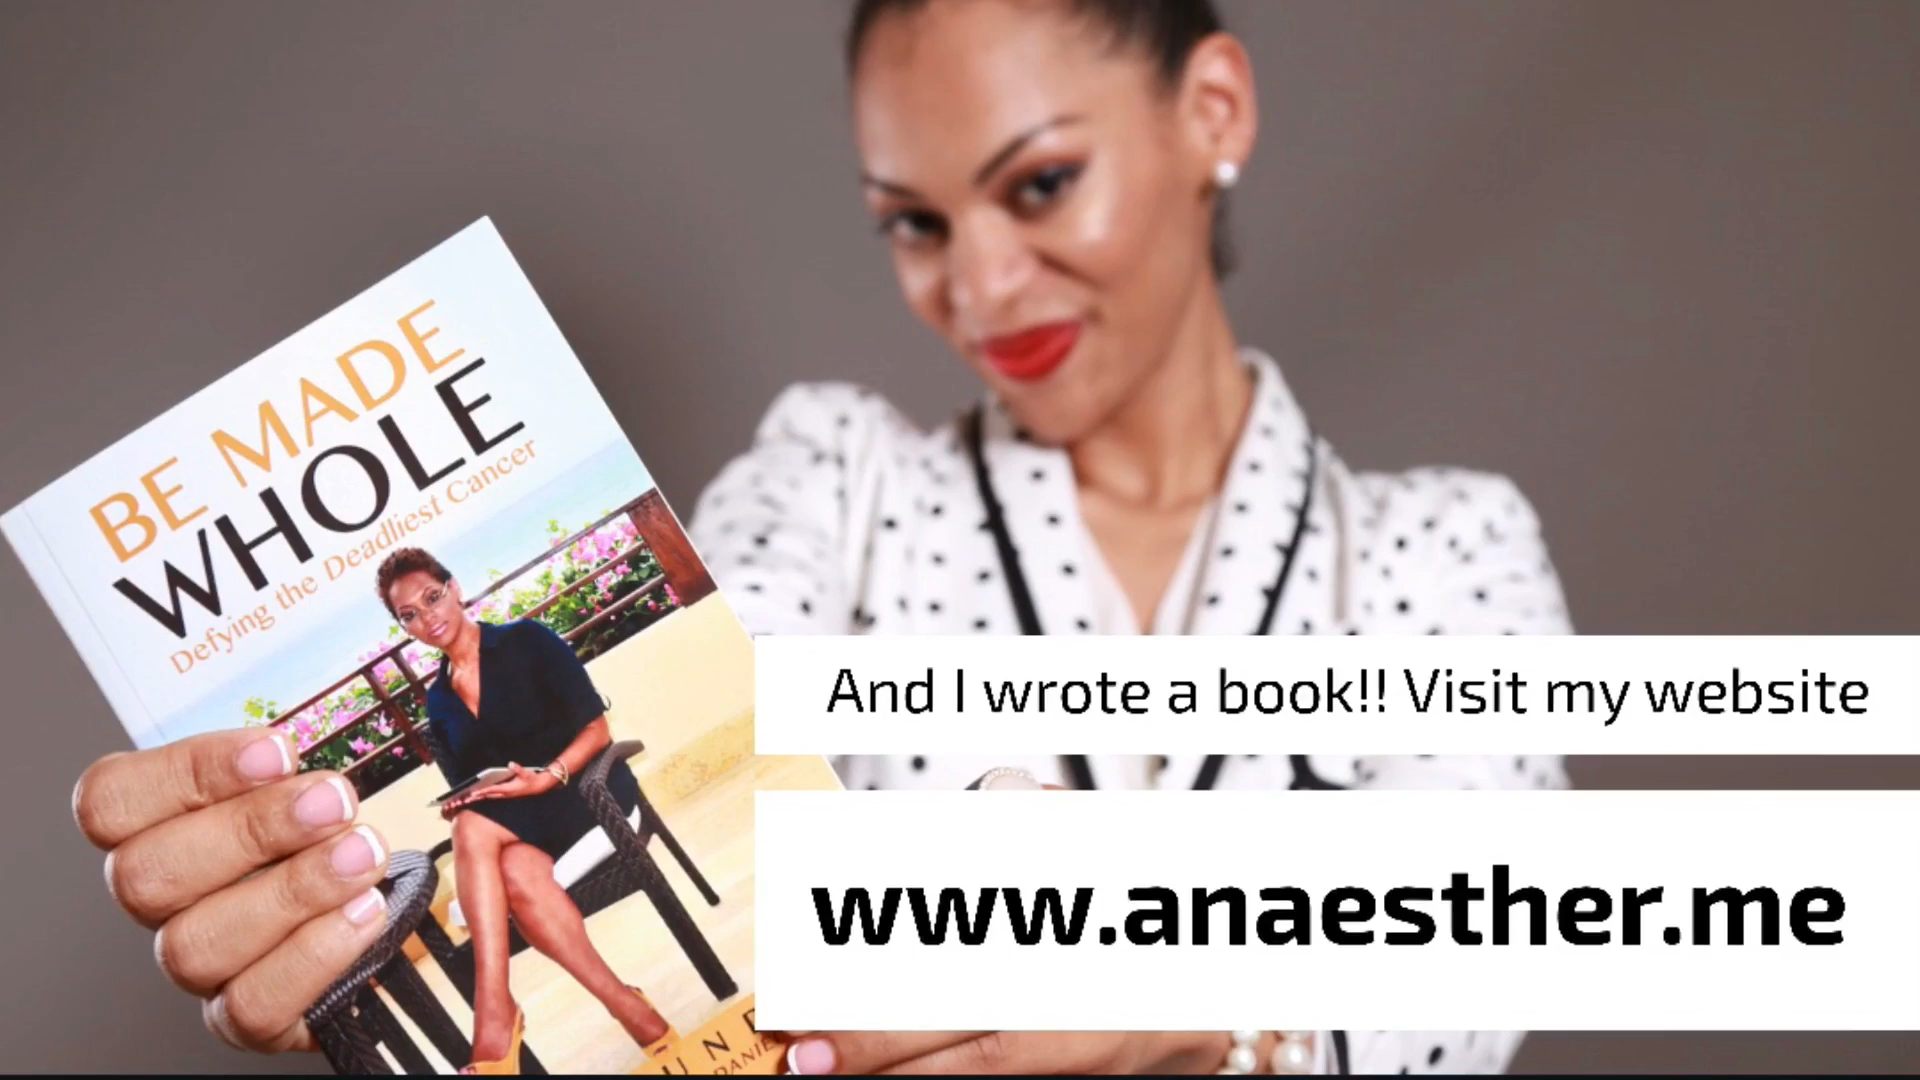 BE MADE
WHOLE
Defying the Deadliest Cancer
And I wrote a book!! Visit my website
www.anaesther.me